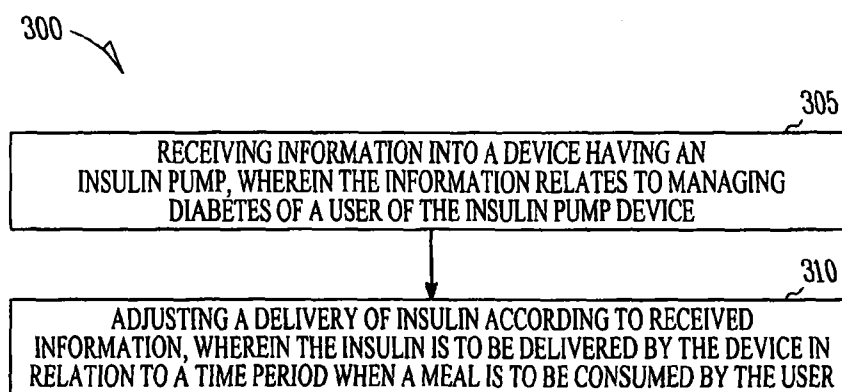 300
305
RECEIVING INFORMATION INTO A DEVICE HAVING AN
INSULIN PUMP, WHEREIN THE INFORMATION RELATES TO MANAGING
DIABETES OF A USER OF THE INSULIN PUMP DEVICE
310
ADJUSTING A DELIVERY OF INSULIN ACCORDING TO RECEIVED
INFORMATION, WHEREIN THE INSULIN IS TO BE DELIVERED BY THE DEVICE IN
RELATION TO A TIME PERIOD WHEN A MEAL IS TO BE CONSUMED BY THE USER